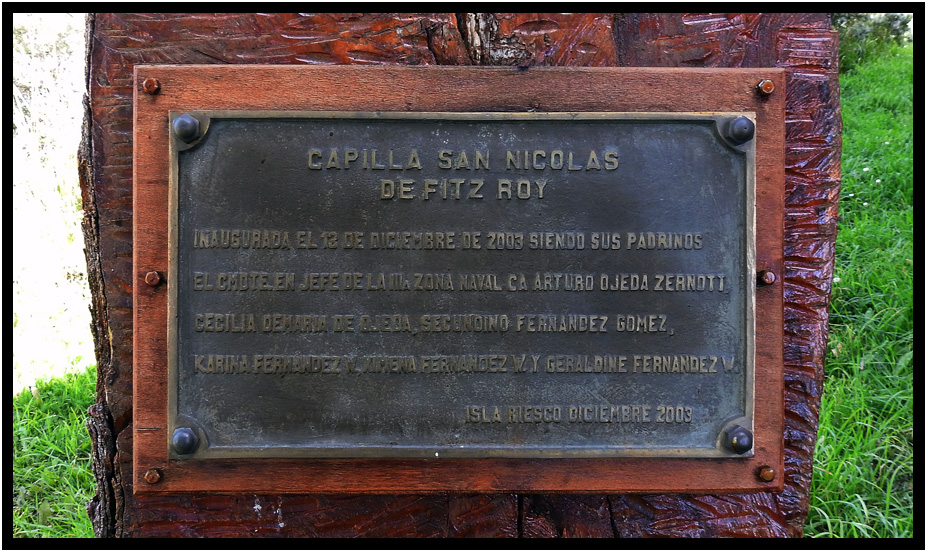 CAPILLA SAN NICOLAS
DE FITZ ROY
INAUGURADA EL 13 DE DICIEMBRE DE 2003 SIENDO SUS PADRINOS
EL CMDTE. EN JEFE DE LA IIIa ZONA NAVAL CA ARTURO OJEDA ZERNOTT
CECILIA DEMARIA DE OJEDA, SECUNDINO FERNANDEZ GOMEZ,
KARINA FERNANDEZ W. XIMENA FERNANDEZ W. Y GERALDINE FERNANDEZ W.
ISLA RIESCO DICIEMBRE 2003